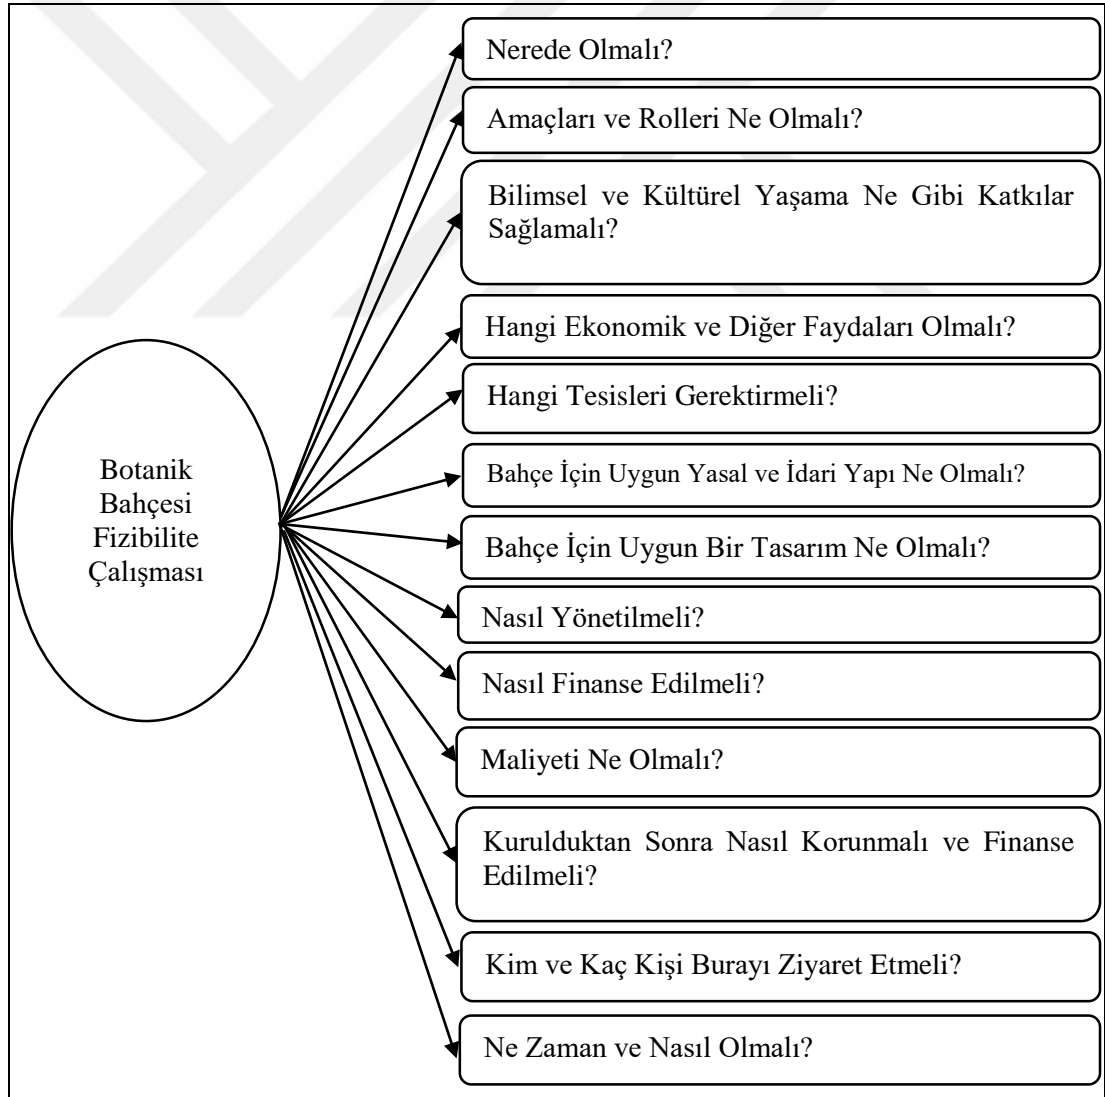 Nerede Olmalı?
Amaçları ve Rolleri Ne Olmalı?
Bilimsel ve Kültürel Yaşama Ne Gibi Katkılar
Sağlamalı?
Hangi Ekonomik ve Diğer Faydaları Olmalı?
Hangi Tesisleri Gerektirmeli?
Botanik
Bahçesi
Fizibilite
Çalışması
Bahçe İçin Uygun Yasal ve İdari Yapı Ne Olmalı?
Bahçe İçin Uygun Bir Tasarım Ne Olmalı?
Nasıl Yönetilmeli?
Nasıl Finanse Edilmeli?
Maliyeti Ne Olmalı?
Kurulduktan Sonra Nasıl Korunmalı ve Finanse
Edilmeli?
Kim ve Kaç Kişi Burayı Ziyaret Etmeli?
Ne Zaman ve Nasıl Olmalı?